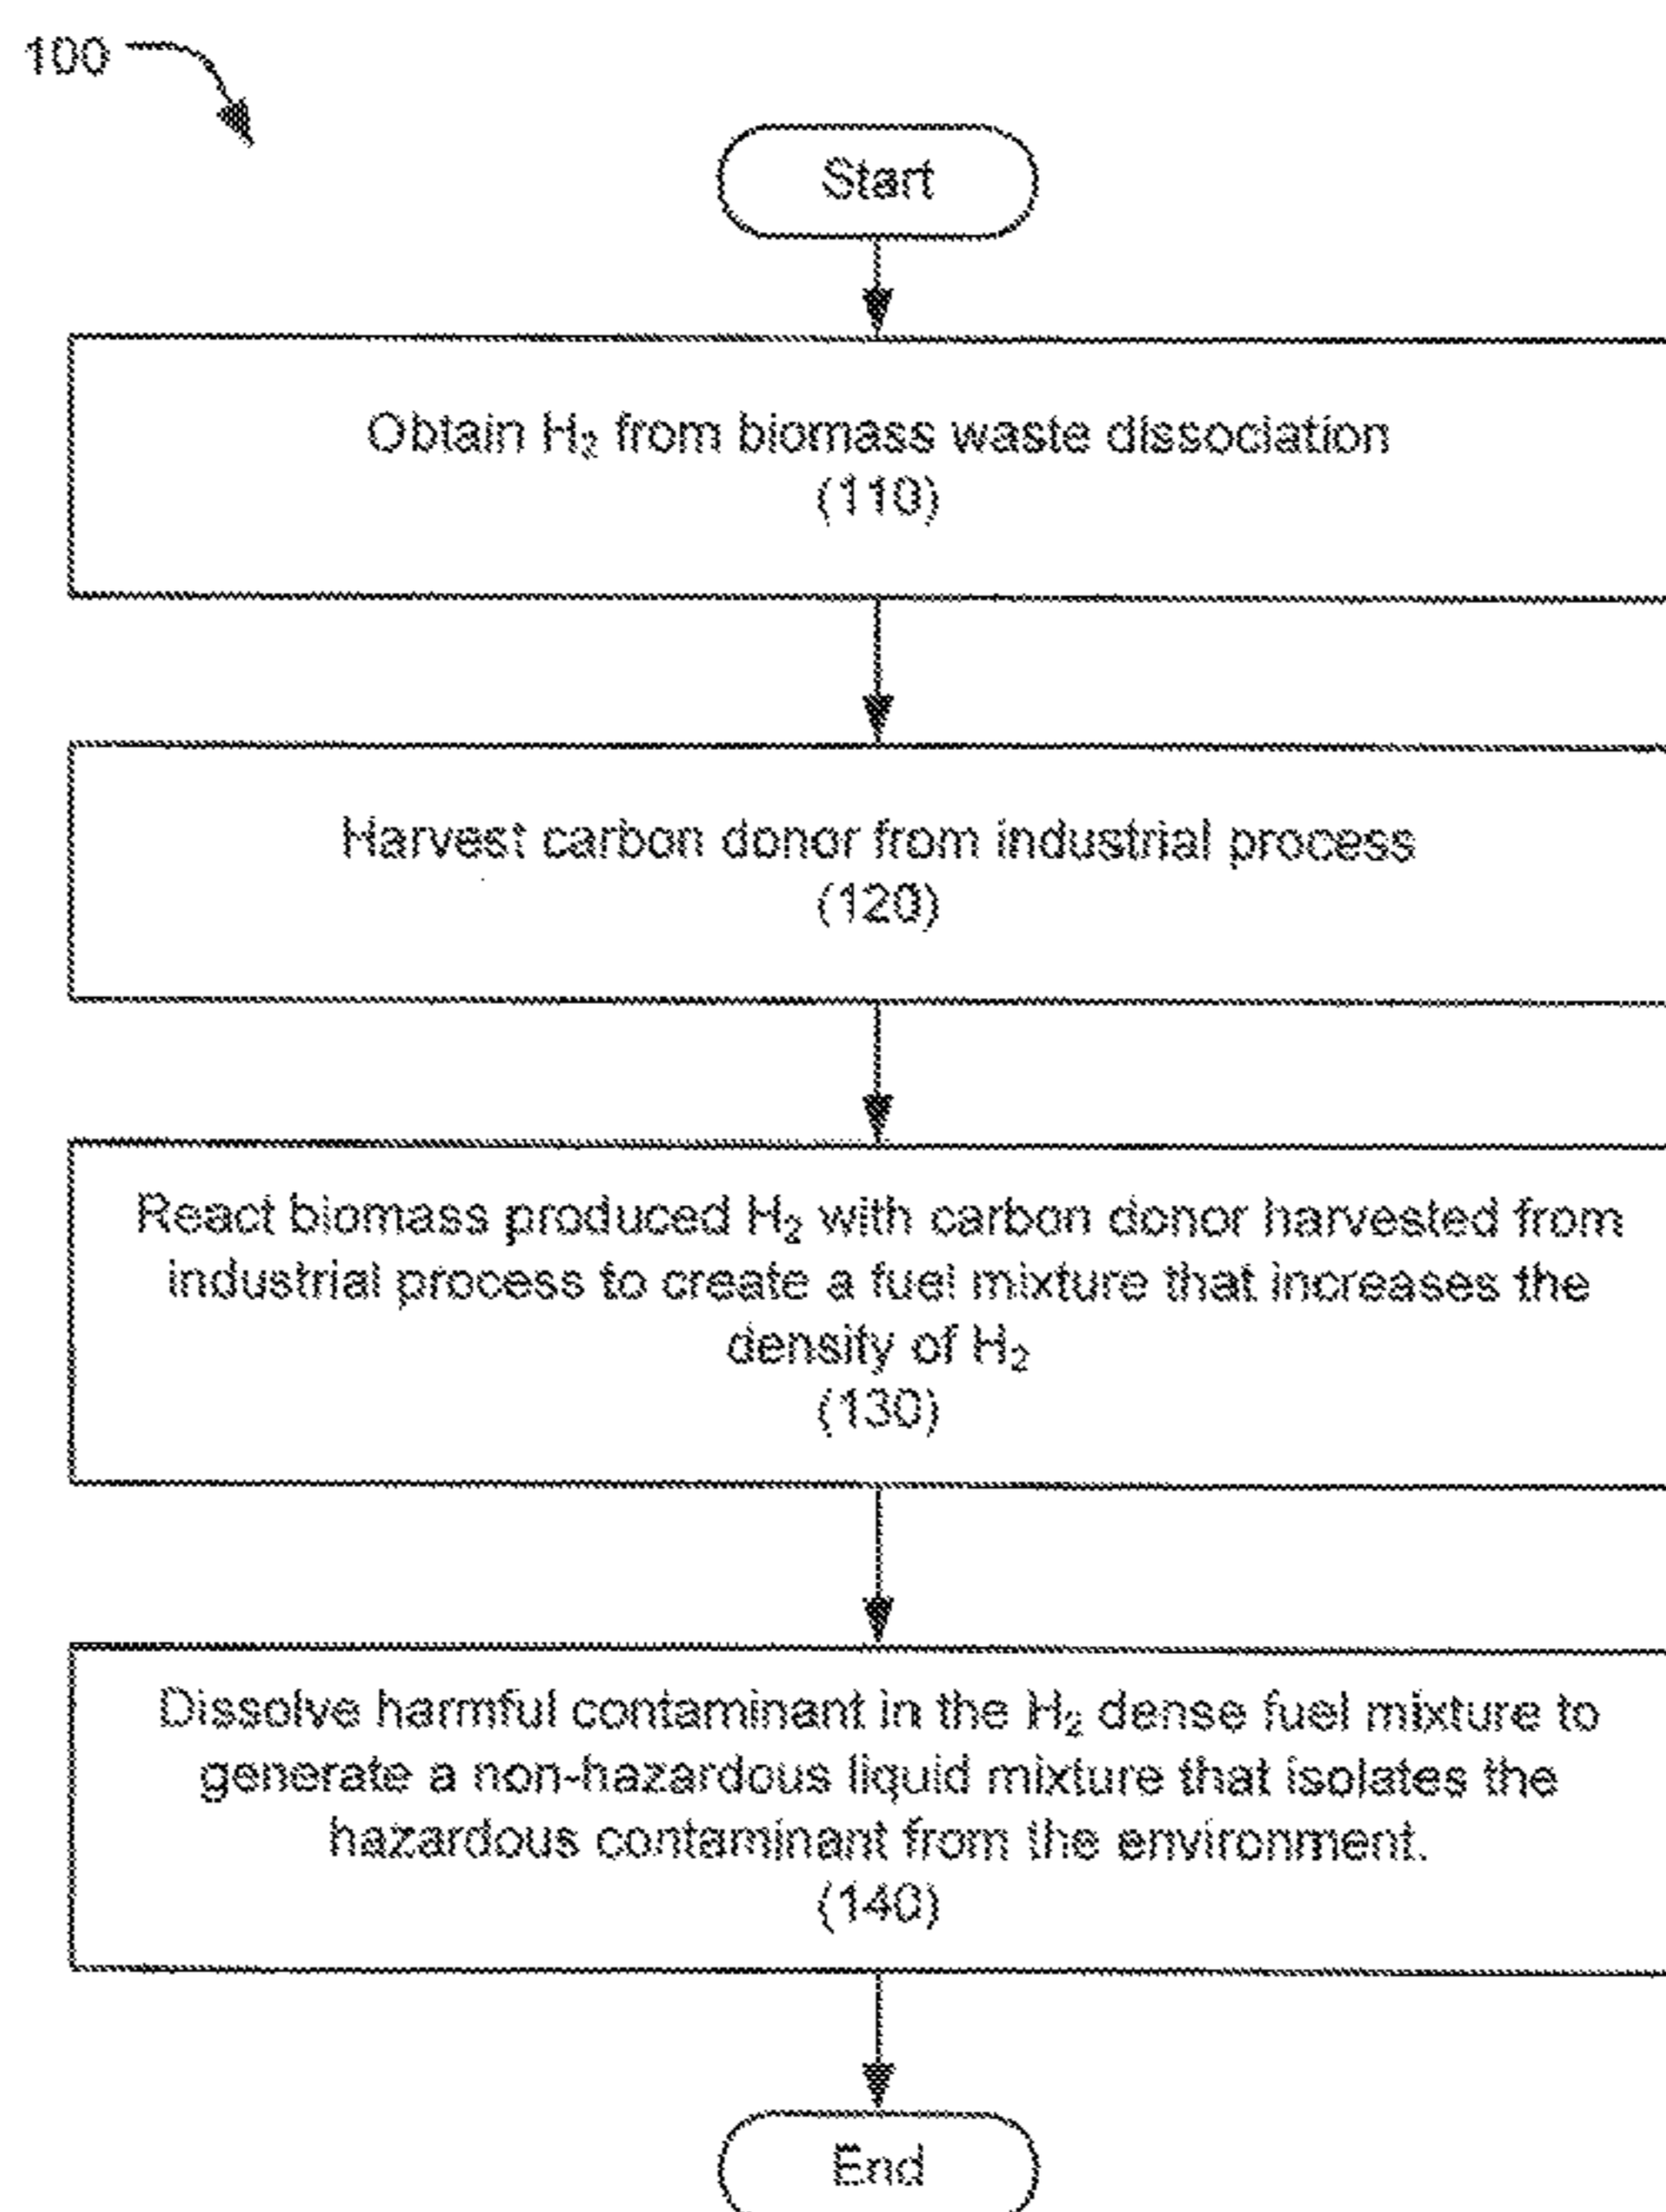 100
Start
Obtain H₂ from biomass waste dissociation
(110)
Harvest carbon donor from industrial process
(120)
React biomass produced H₂ with carbon donor harvested from
industrial process to create a fuel mixture that increases the
density of H₂
(130)
Dissolve harmful contaminant in the H₂ dense fuel mixture to
generate a non-hazardous liquid mixture that isolates the
hazardous contaminant from the environment.
(140)
End